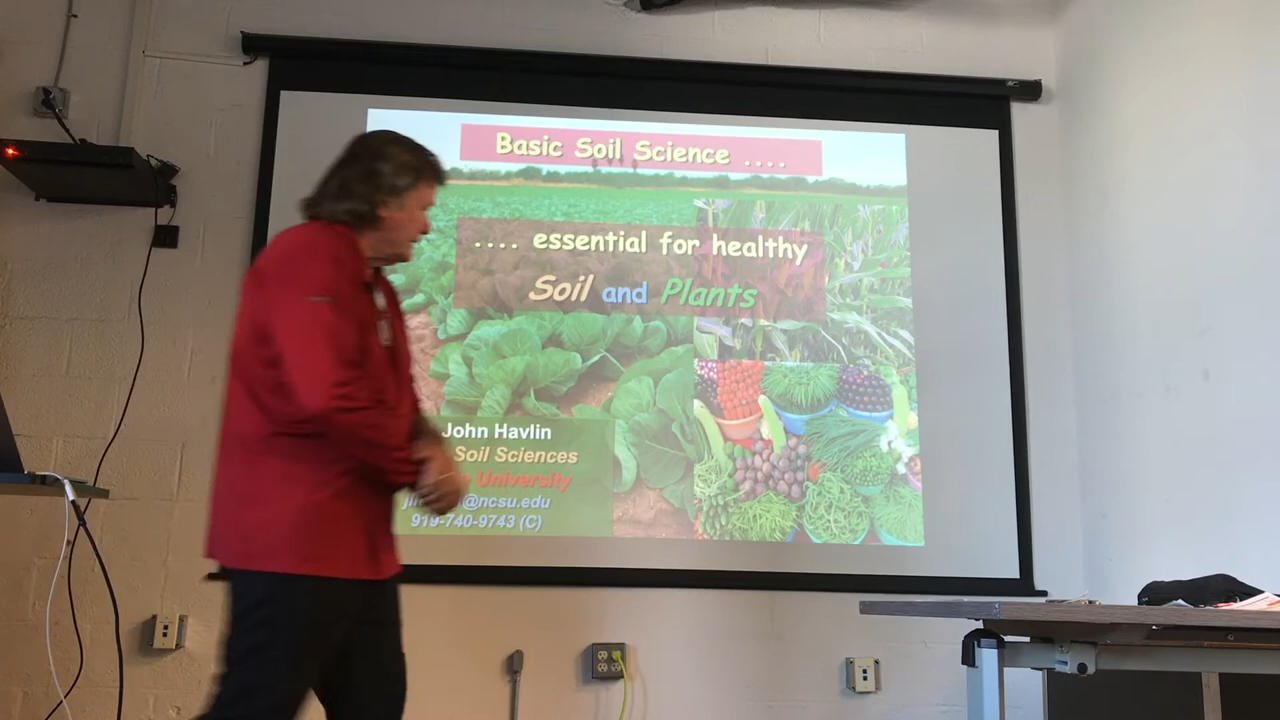 Basic Soil Science ....
.... essential for healthy
Soil and Plants
John Havlin
Soil Sciences
University
@ncsu.edu
919-740-9743 (C)